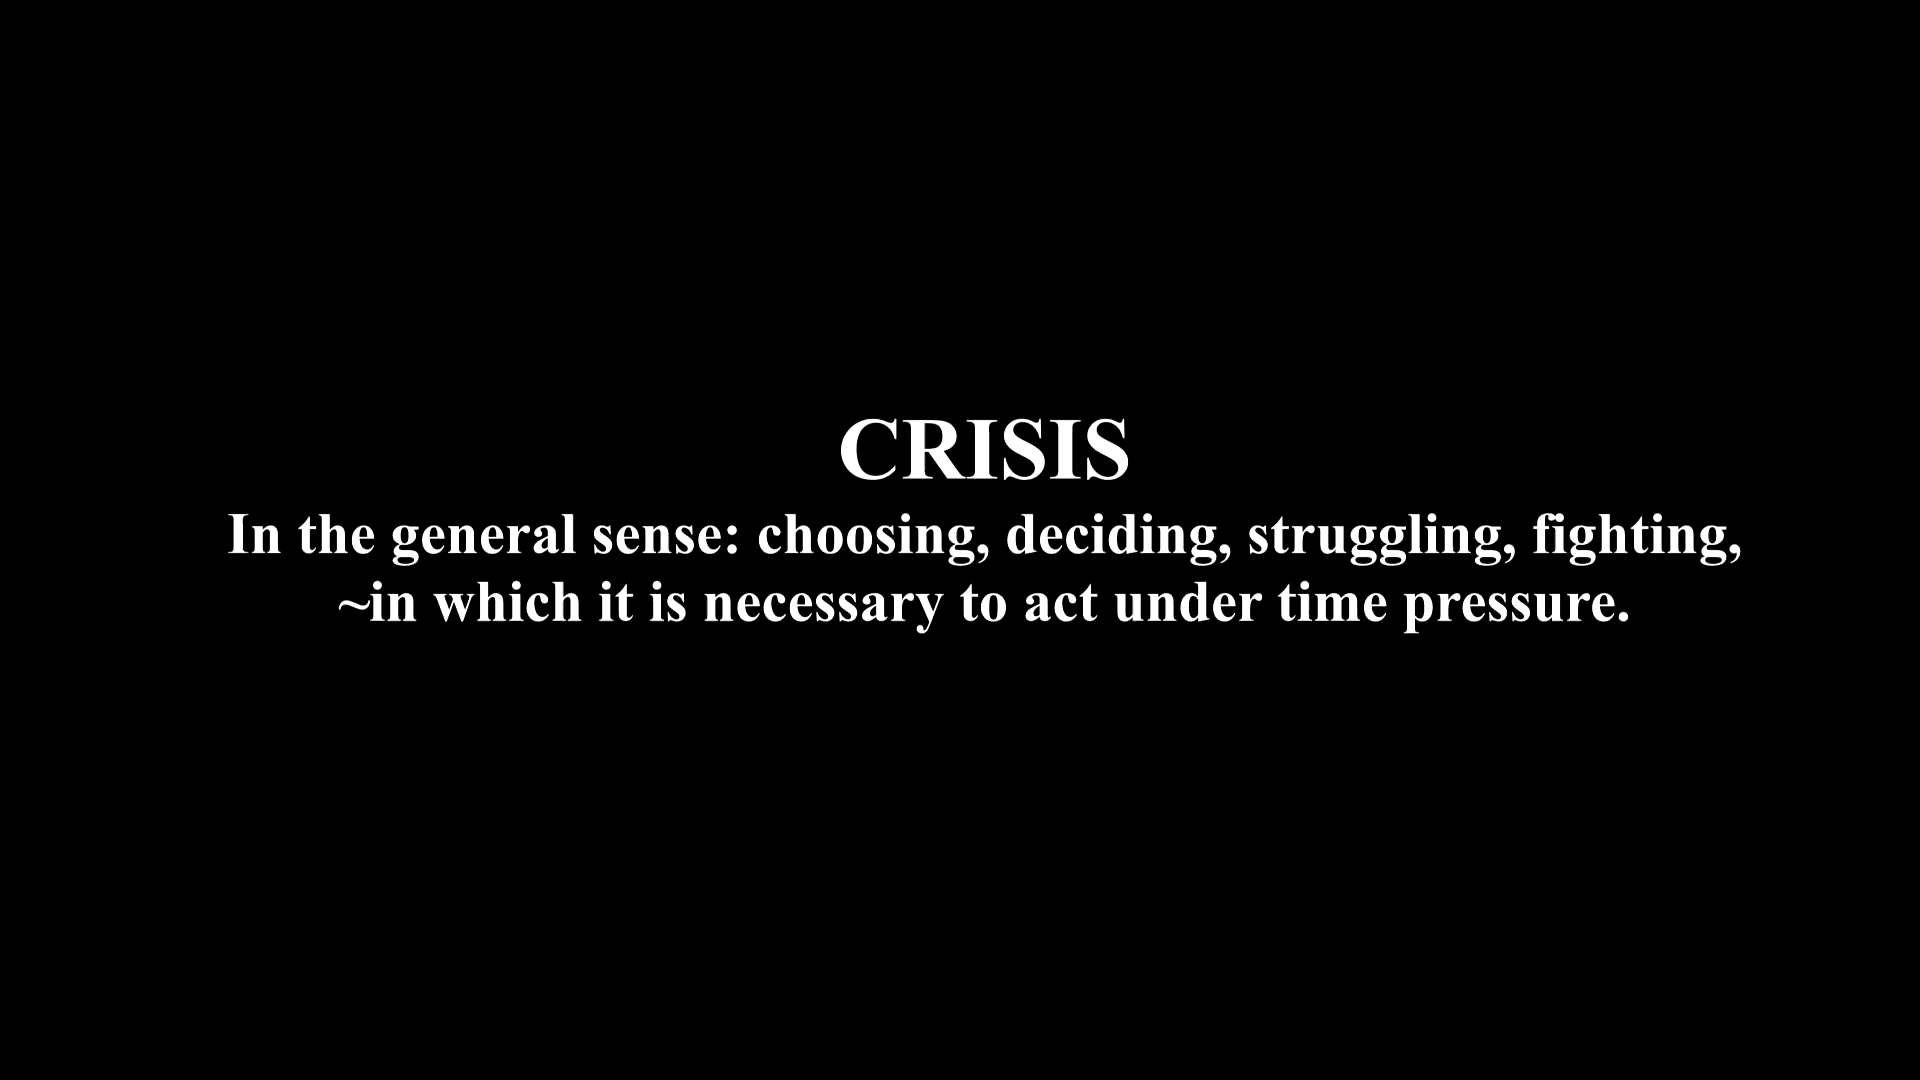 CRISIS
In the general sense: choosing, deciding, struggling, fighting,
~in which it is necessary to act under time pressure.